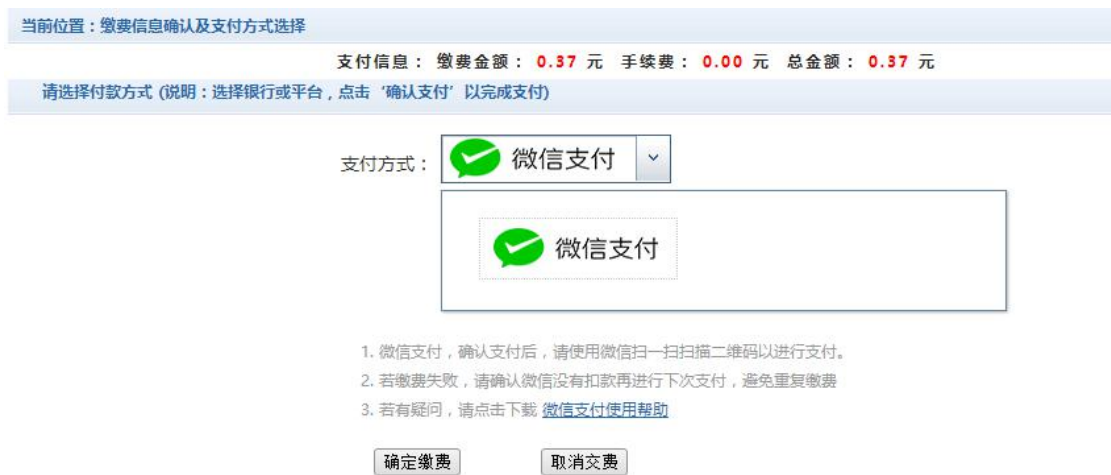 当前位置：缴费信息确认及支付方式选择
支付信息： 缴费金额： 0.37 元 手续费： 0.00 元 总金额： 0.37 元
请选择付款方式 (说明：选择银行或平台，点击‘确认支付’以完成支付)
支付方式： 微信支付
微信支付
1. 微信支付，确认支付后，请使用微信扫一扫扫描二维码以进行支付。
2. 若缴费失败，请确认微信没有扣款再进行下次支付，避免重复缴费
3. 若有疑问，请点击下载 微信支付使用帮助
确定缴费 取消交费